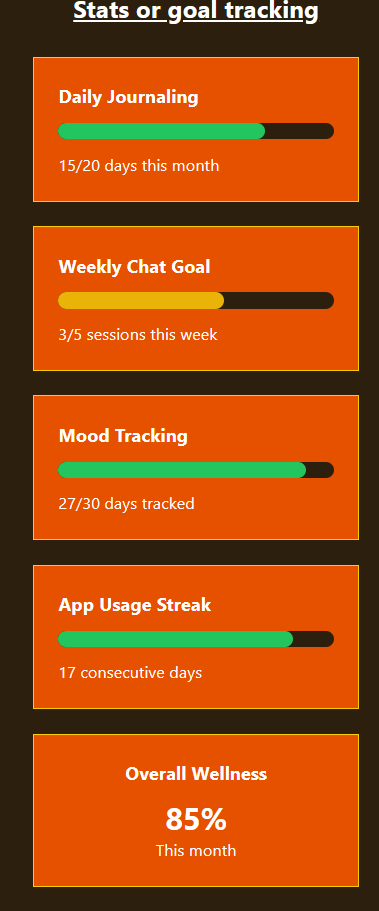 Stats or goal tracking
Daily Journaling
15/20 days this month
Weekly Chat Goal
3/5 sessions this week
Mood Tracking
27/30 days tracked
App Usage Streak
17 consecutive days
Overall Wellness
85%
This month